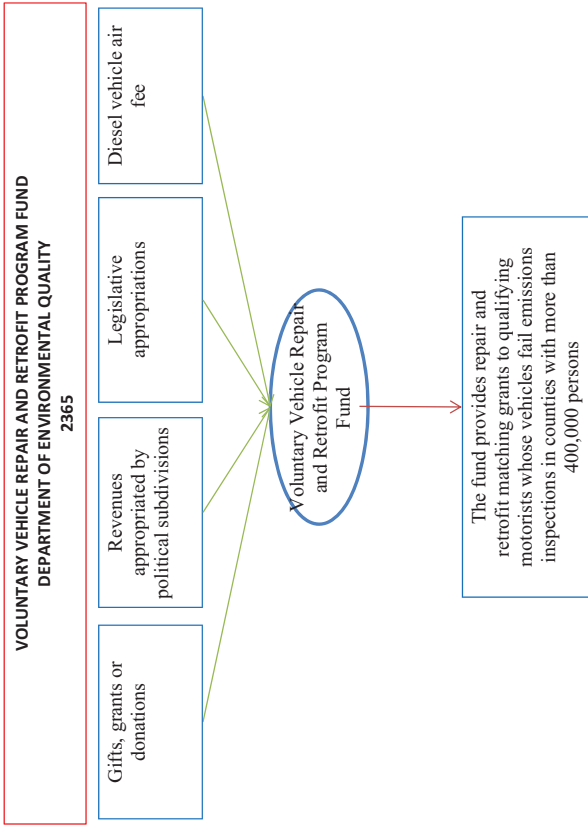 VOLUNTARY VEHICLE REPAIR AND RETROFIT PROGRAM FUND
DEPARTMENT OF ENVIRONMENTAL QUALITY
2365
Gifts, grants or
donations
Revenues
appropriated by
political subdivisions
Legislative
appropriations
Diesel vehicle air
fee
Voluntary Vehicle Repair
and Retrofit Program
Fund
The fund provides repair and
retrofit matching grants to qualifying
motorists whose vehicles fail emissions
inspections in counties with more than
400,000 persons